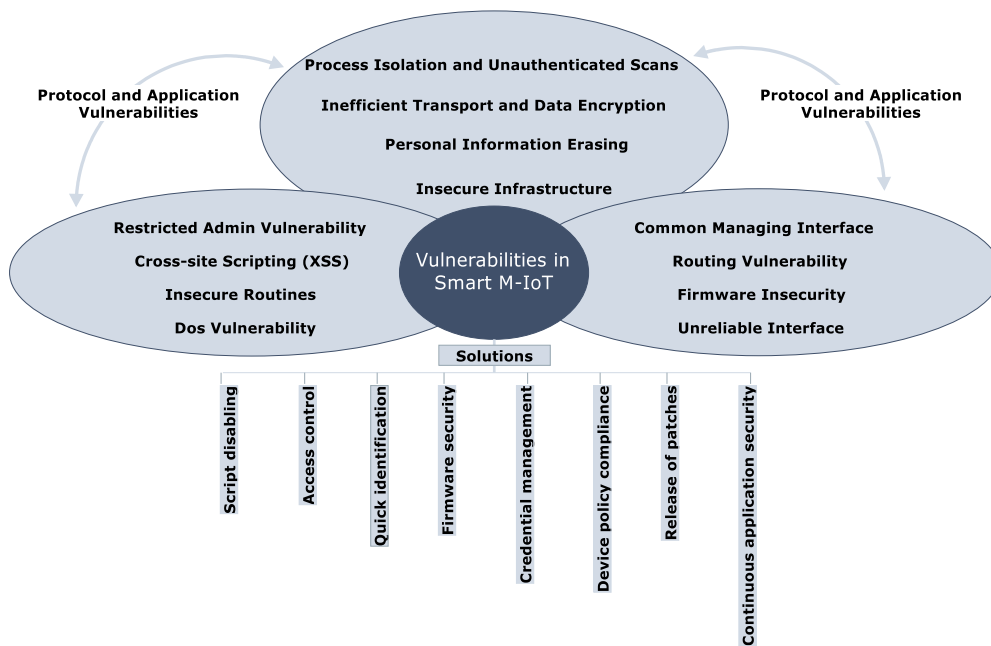 Process Isolation and Unauthenticated Scans
Inefficient Transport and Data Encryption
Personal Information Erasing
Insecure Infrastructure
Protocol and Application
Vulnerabilities
Protocol and Application
Vulnerabilities
Restricted Admin Vulnerability
Cross-site Scripting (XSS)
Insecure Routines
Dos Vulnerability
Vulnerabilities in
Smart M-IoT
Common Managing Interface
Routing Vulnerability
Firmware Insecurity
Unreliable Interface
Solutions
Script disabling
Access control
Quick identification
Firmware security
Credential management
Device policy compliance
Release of patches
Continuous application security